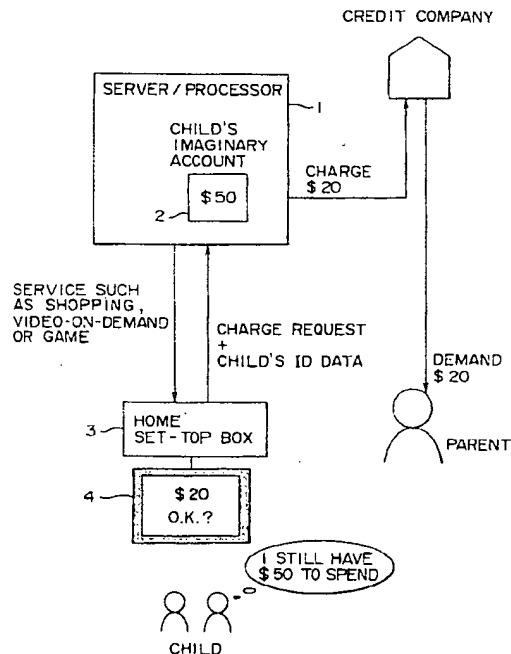 CREDIT COMPANY
SERVER/PROCESSOR
1
CHILD'S
IMAGINARY
ACCOUNT
2
$50
CHARGE
$20
SERVICE SUCH
AS SHOPPING,
VIDEO-ON-DEMAND
OR GAME
CHARGE REQUEST
+
CHILD'S ID DATA
DEMAND
$20
PARENT
3
HOME
SET-TOP BOX
4
$20
O.K.?
I STILL HAVE
$50 TO SPEND
CHILD